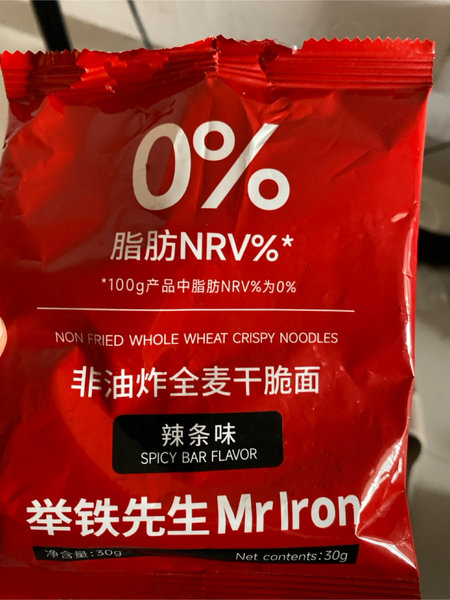 0%
脂肪NRV%*
*100g产品中脂肪NRV%为0%
NON FRIED WHOLE WHEAT CRISPY NOODLES
非油炸全麦干脆面
辣条味
SPICY BAR FLAVOR
举铁先生 Mr Iron
净含量:30g Net contents:30g